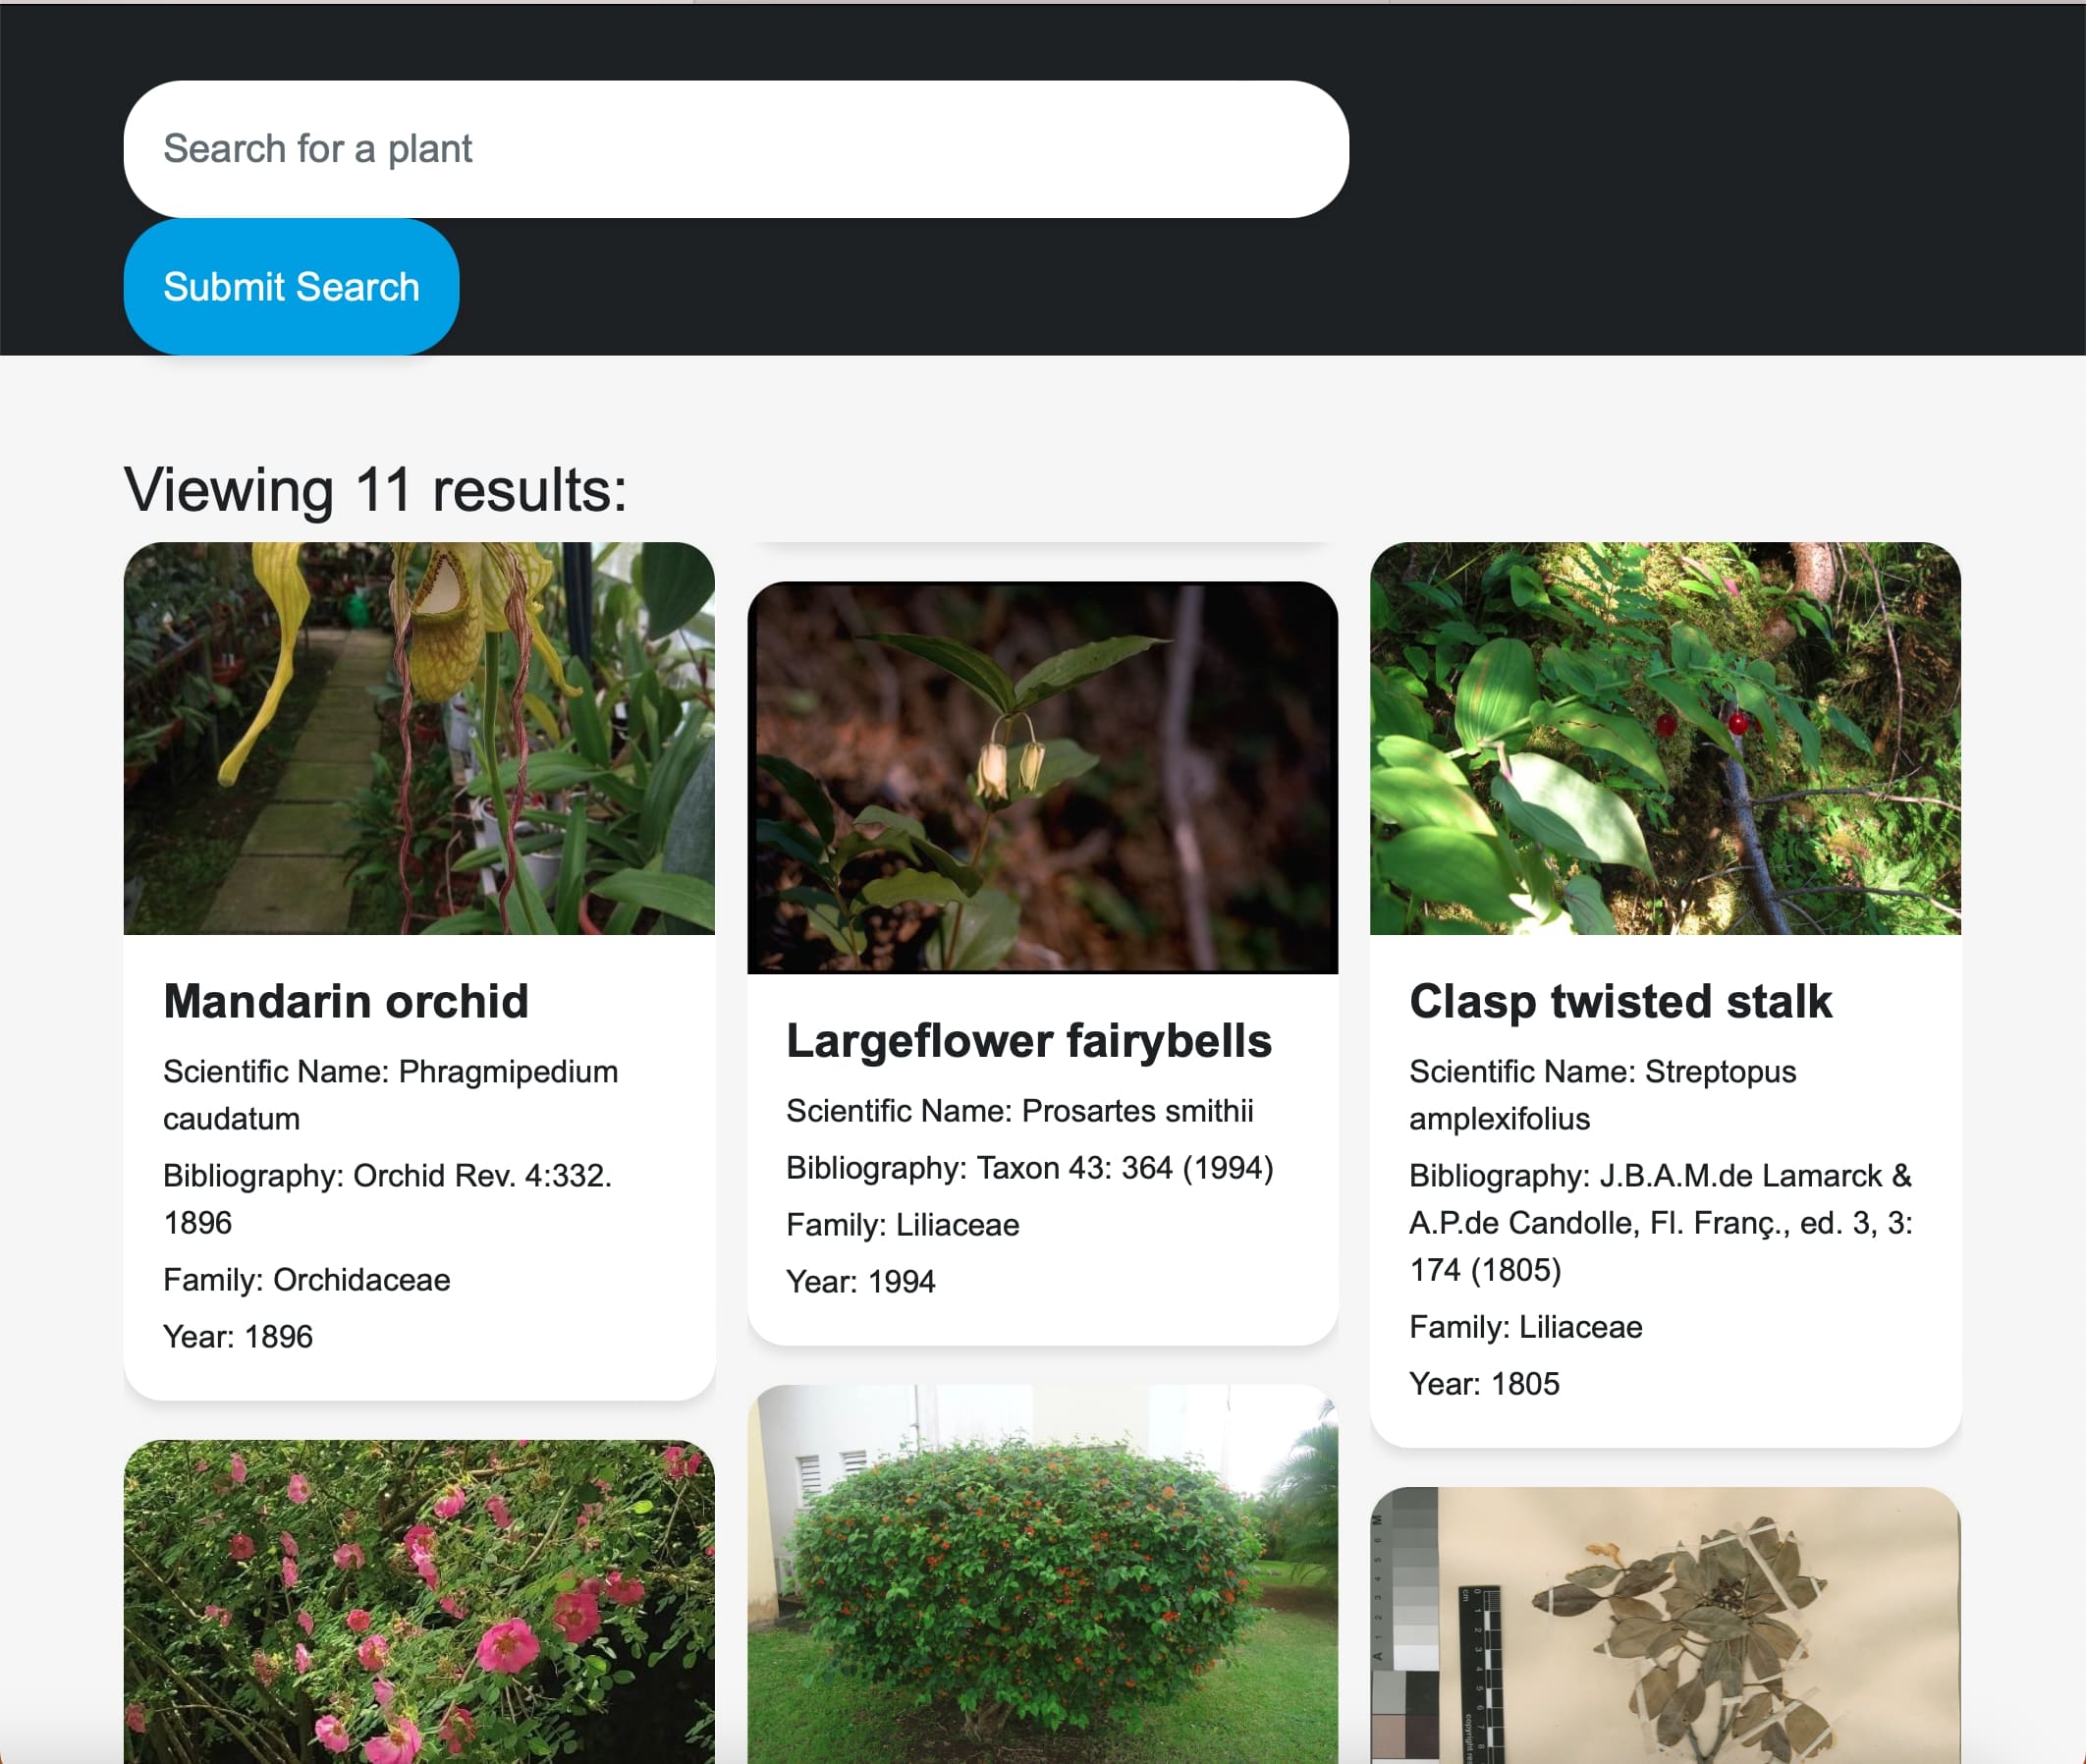 Search for a plant
Submit Search
Viewing 11 results:
Mandarin orchid
Scientific Name: Phragmipedium
caudatum
Bibliography: Orchid Rev. 4:332.
1896
Family: Orchidaceae
Year: 1896
Largeflower fairybells
Scientific Name: Prosartes smithii
Bibliography: Taxon 43: 364 (1994)
Family: Liliaceae
Year: 1994
Clasp twisted stalk
Scientific Name: Streptopus
amplexifolius
Bibliography: J.B.A.M.de Lamarck &
A.P.de Candolle, Fl. Franç., ed. 3, 3:
174 (1805)
Family: Liliaceae
Year: 1805